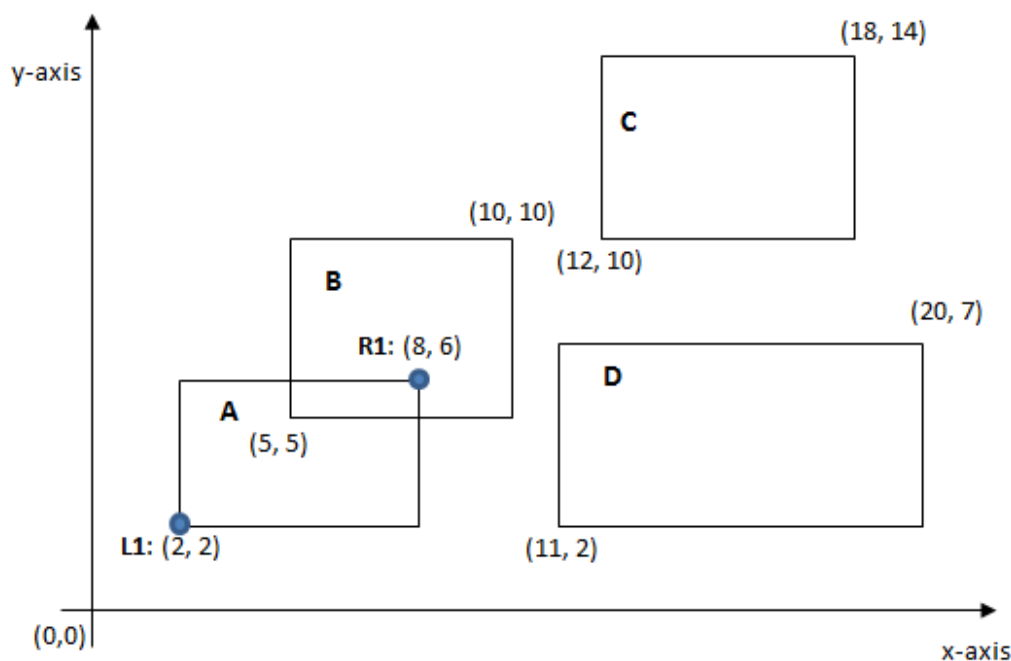 (18, 14)
y-axis
C
(10, 10)
(12, 10)
B
(20, 7)
R1: (8, 6)
D
A
(5, 5)
L1: (2, 2)
(11, 2)
(0,0)
x-axis